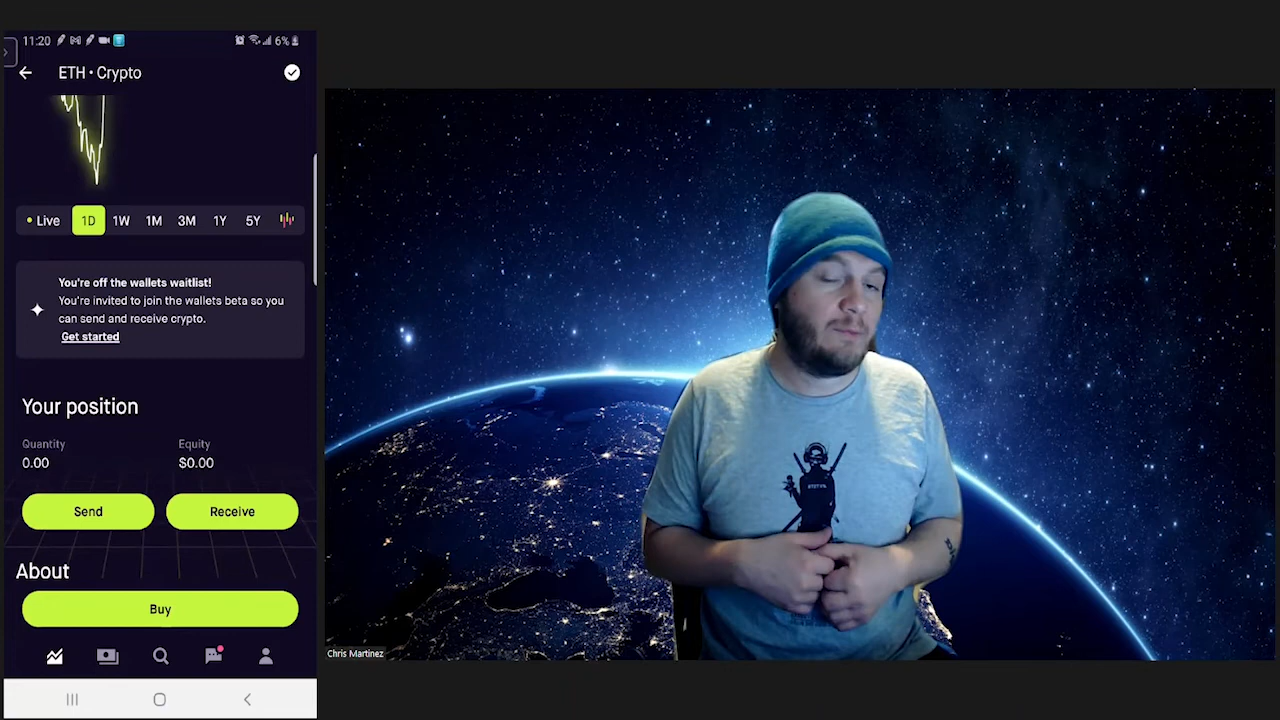 11:20
6%
ETH • Crypto
Live 1D 1W 1M 3M 1Y 5Y
You're off the wallets waitlist!
You're invited to join the wallets beta so you
can send and receive crypto.
Get started
Your position
Quantity Equity
0.00 $0.00
Send Receive
About
Buy
Chris Martinez